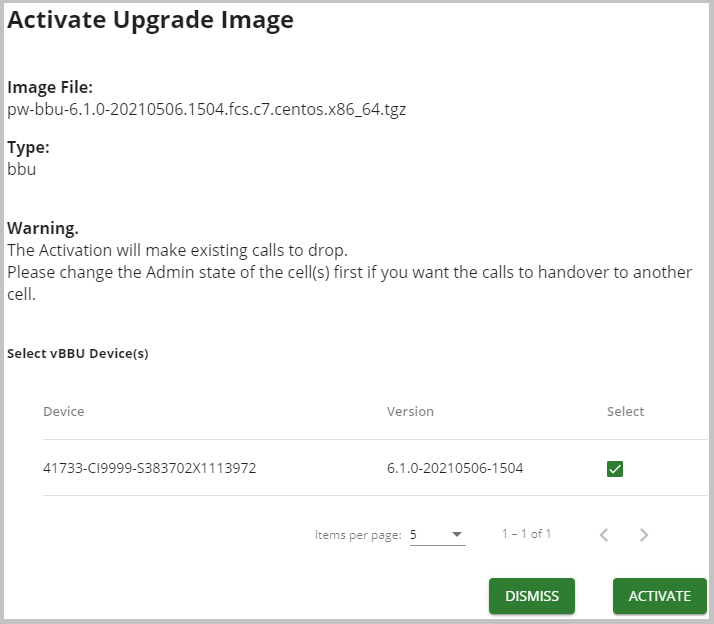 Activate Upgrade Image
Image File:
pw-bbu-6.1.0-20210506.1504.fcs.c7.centos.x86_64.tgz
Type:
bbu
Warning.
The Activation will make existing calls to drop.
Please change the Admin state of the cell(s) first if you want the calls to handover to another
cell.
Select vBBU Device(s)
Device Version Select
41733-CI9999-S383702X1113972 6.1.0-20210506-1504
Items per page: 5 1 – 1 of 1
DISMISS ACTIVATE